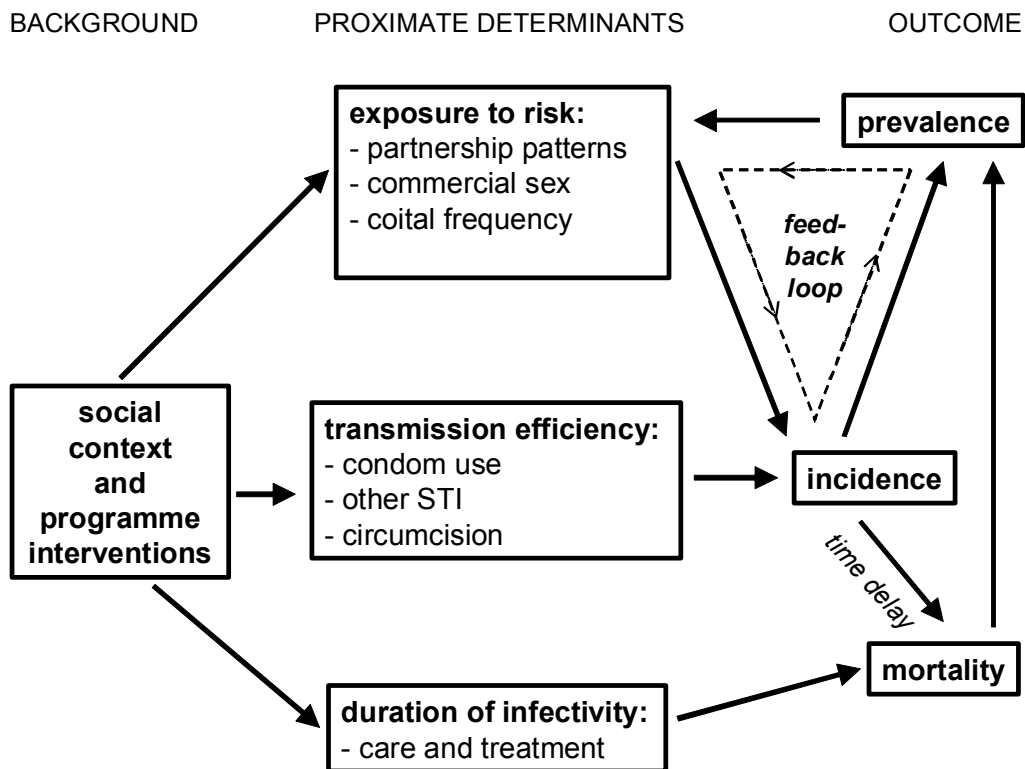 BACKGROUND
PROXIMATE DETERMINANTS
OUTCOME
exposure to risk:
- partnership patterns
- commercial sex
- coital frequency
prevalence
feed-
back
loop
social
context
and
programme
interventions
transmission efficiency:
- condom use
- other STI
- circumcision
incidence
time delay
mortality
duration of infectivity:
- care and treatment